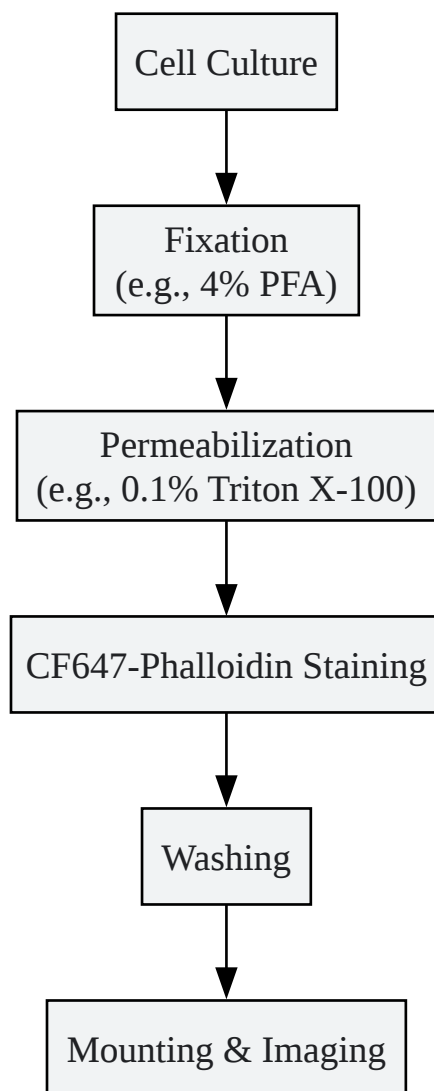 Cell Culture
Fixation
(e.g., 4% PFA)
Permeabilization
(e.g., 0.1% Triton X-100)
CF647-Phalloidin Staining
Washing
Mounting & Imaging